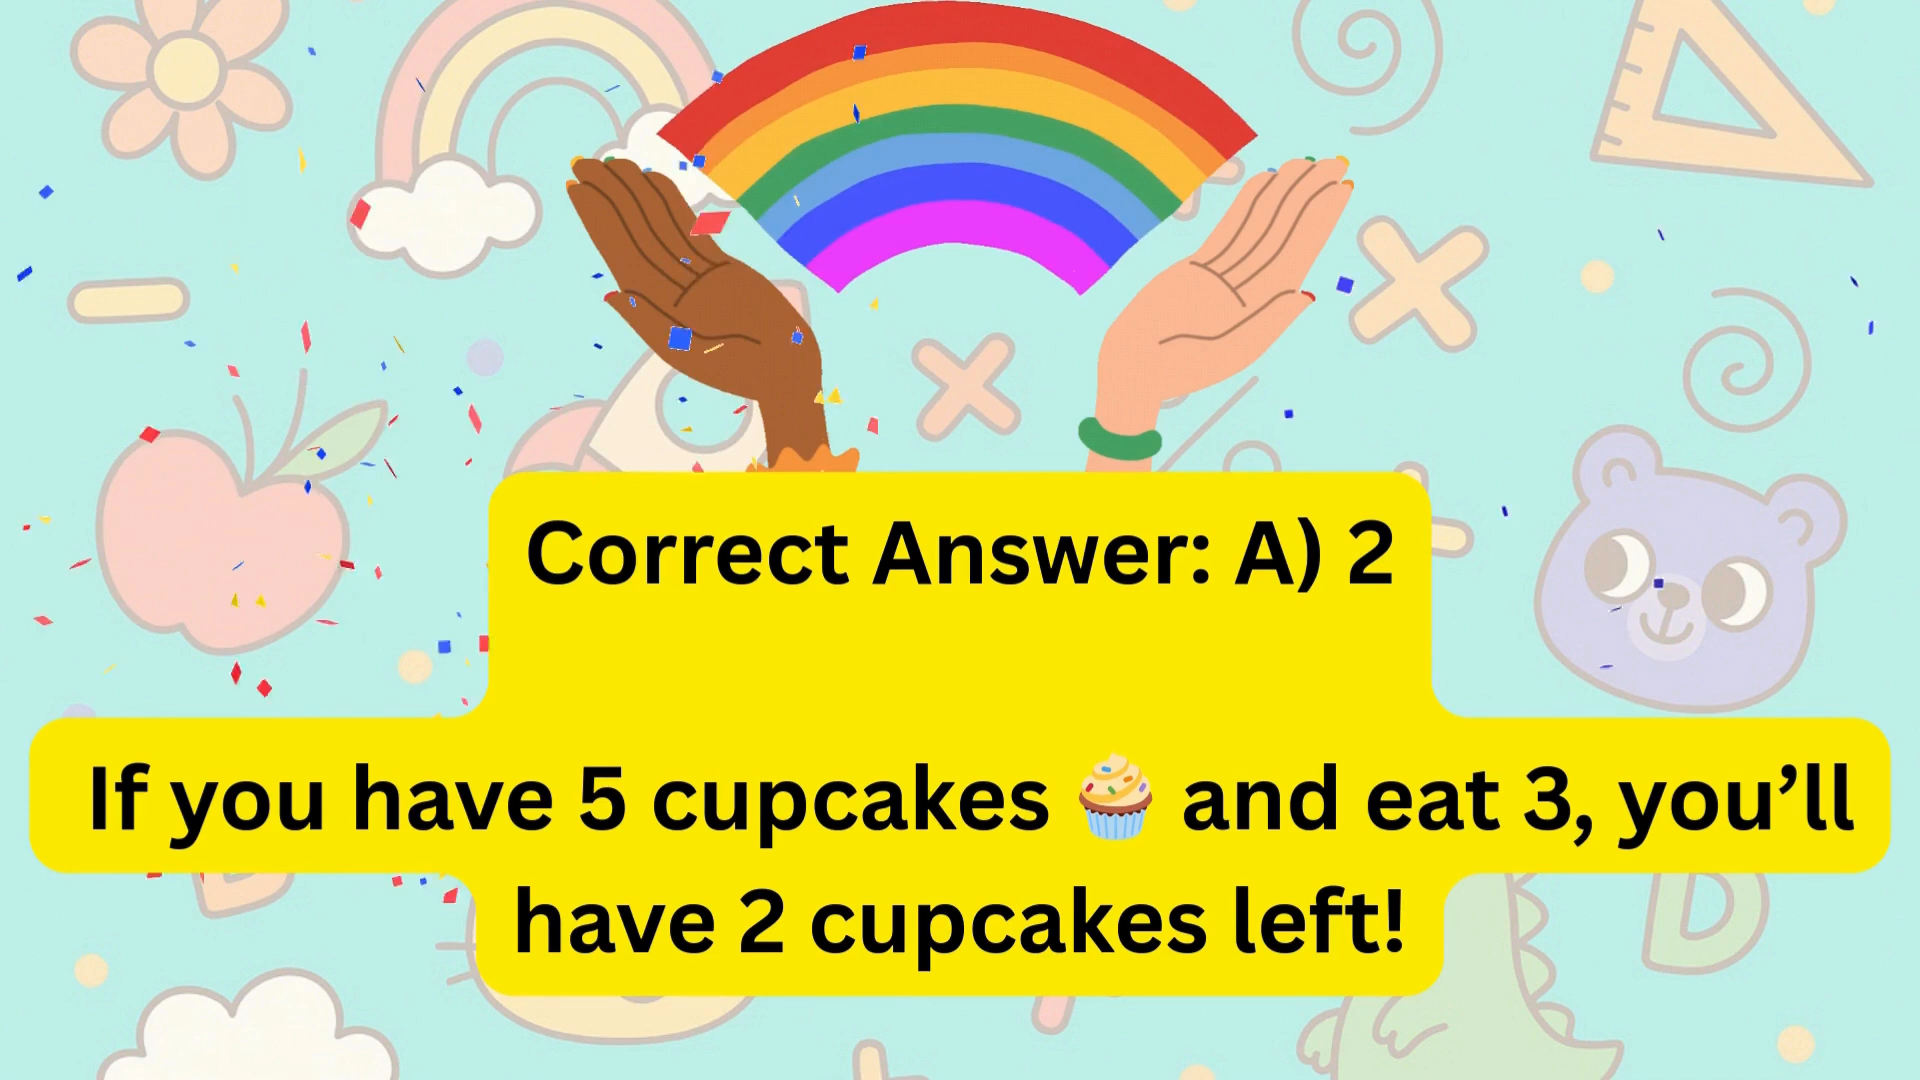 Correct Answer: A) 2
If you have 5 cupcakes 🧁 and eat 3, you’ll
have 2 cupcakes left!
D